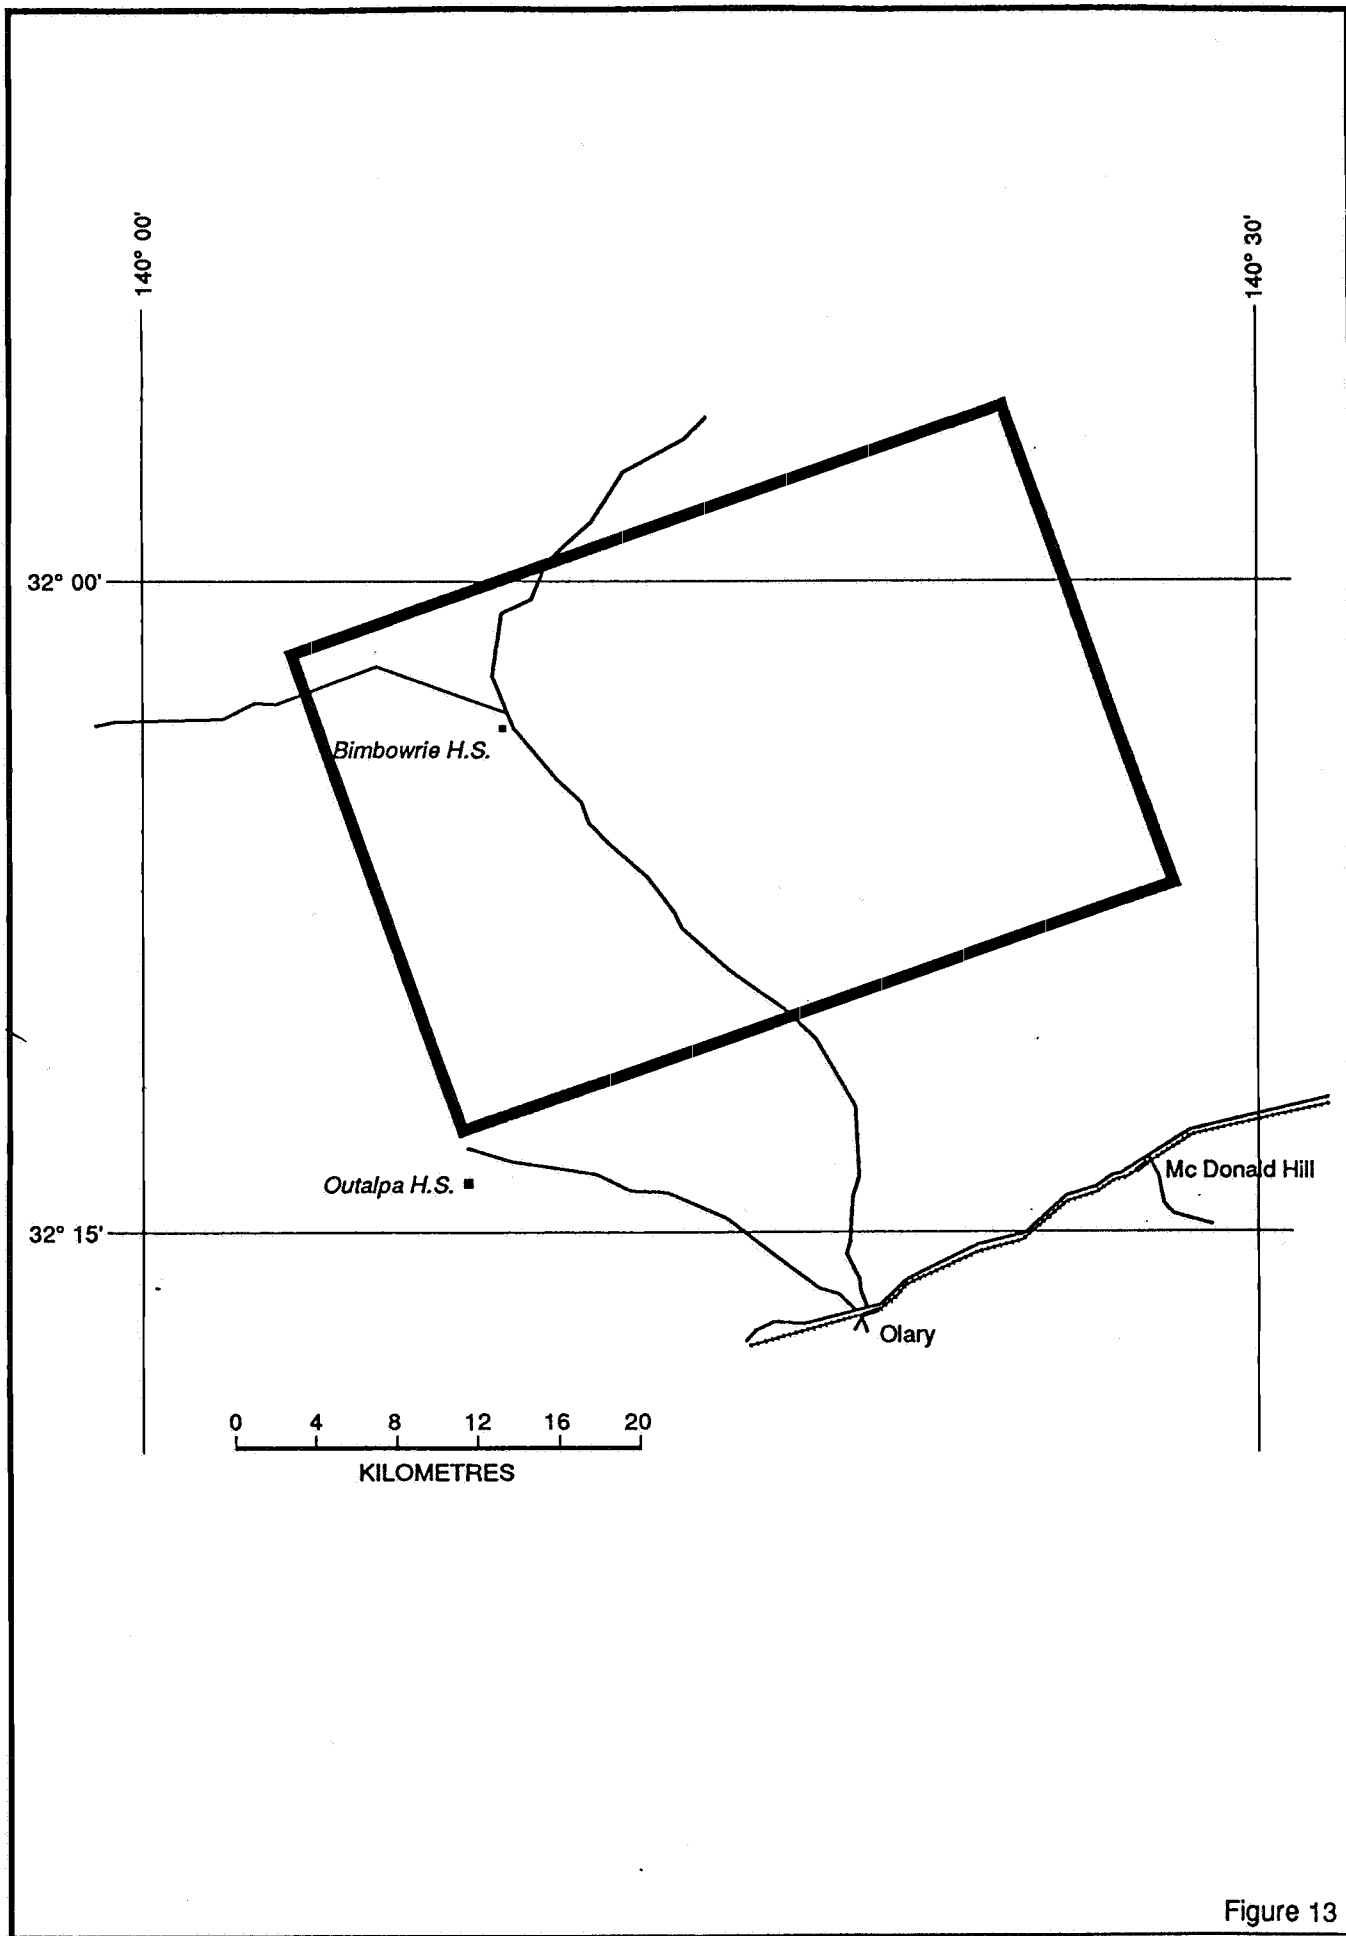 140° 00'
140° 30'
32° 00'
Bimbowrie H.S.
Mc Donald Hill
Outalpa H.S.
32° 15'
Olary
0 4 8 12 16 20
KILOMETRES
Figure 13